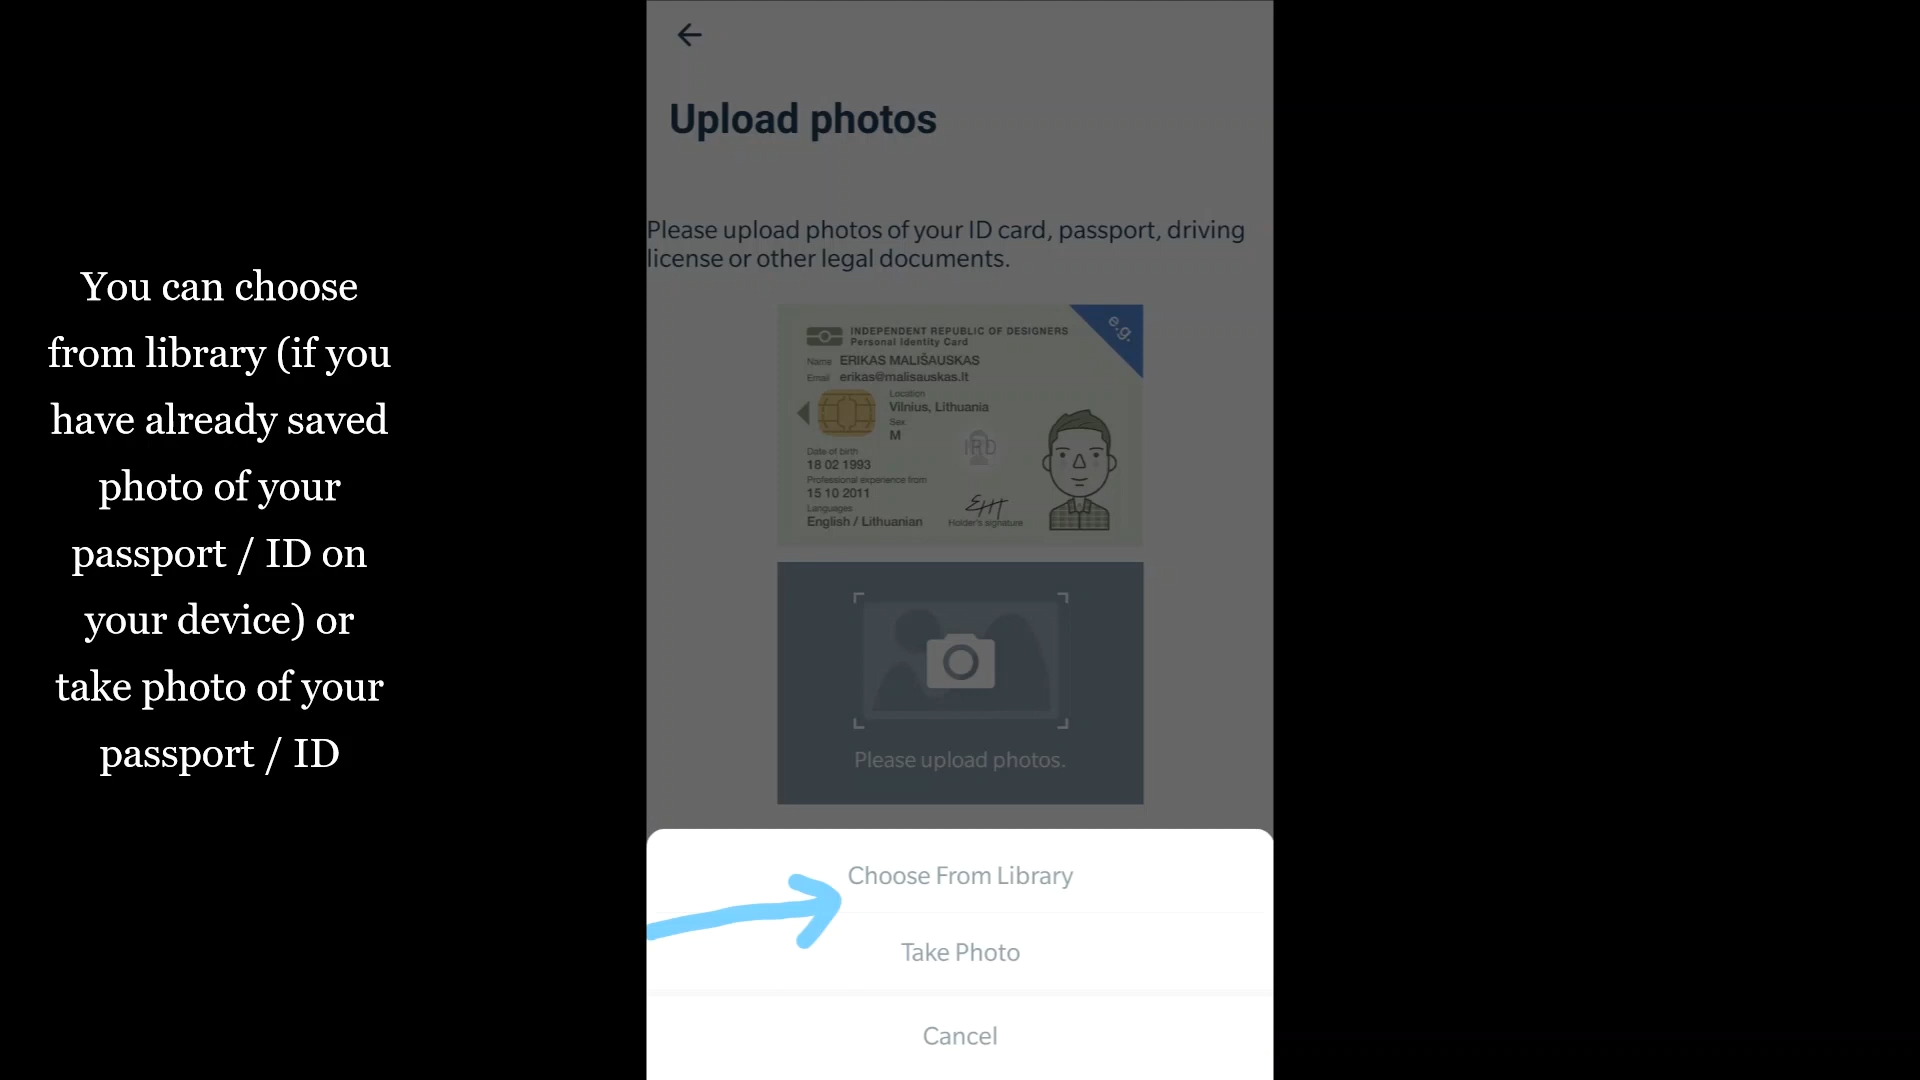 You can choose
from library (if you
have already saved
photo of your
passport / ID on
your device) or
take photo of your
passport / ID
Upload photos
Please upload photos of your ID card, passport, driving
license or other legal documents.
e.g.
INDEPENDENT REPUBLIC OF DESIGNERS
Personal Identity Card
Name ERIKAS MALIŠAUSKAS
Email erikas@malisauskas.lt
Location
Vilnius, Lithuania
Sex
M
IRD
Date of birth
18 02 1993
Professional experience from
15 10 2011
Languages
English / Lithuanian
Holder's signature
Please upload photos.
Choose From Library
Take Photo
Cancel